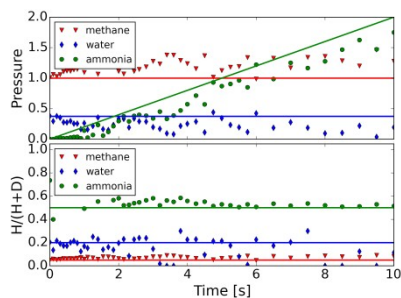 2.0
1.5
1.0
0.5
0.0
Pressure
methane
water
ammonia
1.0
0.8
0.6
0.4
0.2
0.0
H/(H+D)
methane
water
ammonia
0 2 4 6 8 10
Time [s]